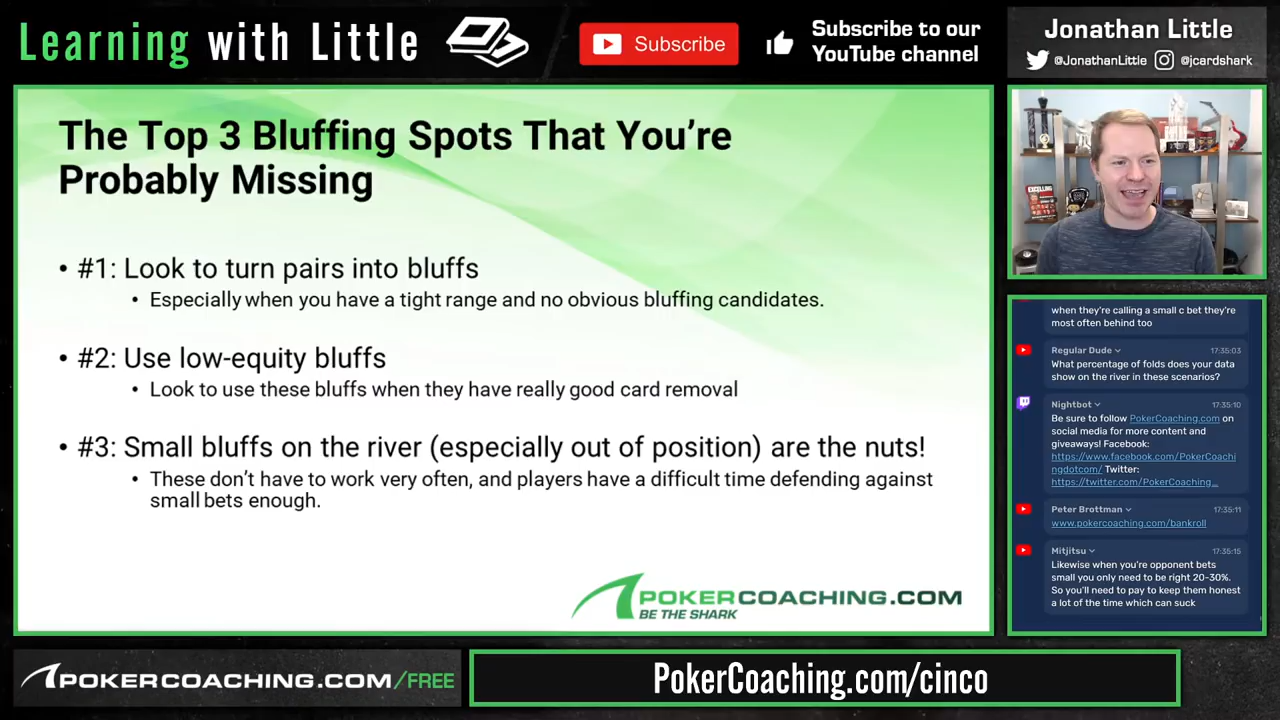 Learning with Little
Subscribe
Subscribe to our
YouTube channel
Jonathan Little
@JonathanLittle @jcardshark
The Top 3 Bluffing Spots That You’re
Probably Missing
• #1: Look to turn pairs into bluffs
• Especially when you have a tight range and no obvious bluffing candidates.
• #2: Use low-equity bluffs
• Look to use these bluffs when they have really good card removal
• #3: Small bluffs on the river (especially out of position) are the nuts!
• These don’t have to work very often, and players have a difficult time defending against
small bets enough.
POKERCOACHING.COM
BE THE SHARK
when they're calling a small c bet they're
most often behind too
Regular Dude 17:35:03
What percentage of folds does your data
show on the river in these scenarios?
Nightbot 17:35:10
Be sure to follow PokerCoaching.com on
social media for more content and
giveaways! Facebook:
https://www.facebook.com/PokerCoachi
ngdotcom/ Twitter:
https://twitter.com/PokerCoaching...
Peter Brottman 17:35:11
www.pokercoaching.com/bankroll
Mitjitsu 17:35:15
Likewise when you're opponent bets
small you only need to be right 20-30%.
So you'll need to pay to keep them honest
a lot of the time which can suck
POKERCOACHING.COM/FREE
PokerCoaching.com/cinco